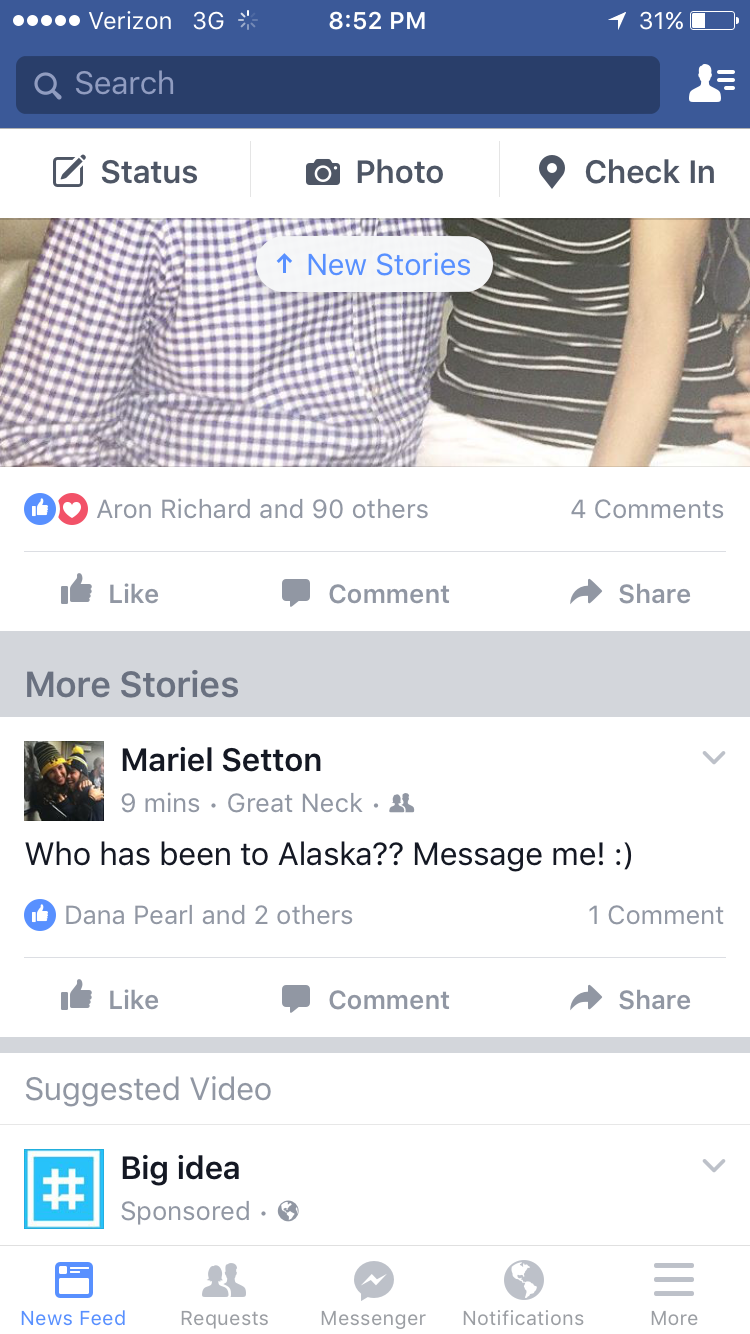 Verizon 3G 8:52 PM 31%
Search
Status Photo Check In
↑ New Stories
Aron Richard and 90 others 4 Comments
Like Comment Share
More Stories
Mariel Setton
9 mins · Great Neck ·
Who has been to Alaska?? Message me! :)
Dana Pearl and 2 others 1 Comment
Like Comment Share
Suggested Video
# Big idea
Sponsored ·
News Feed Requests Messenger Notifications More